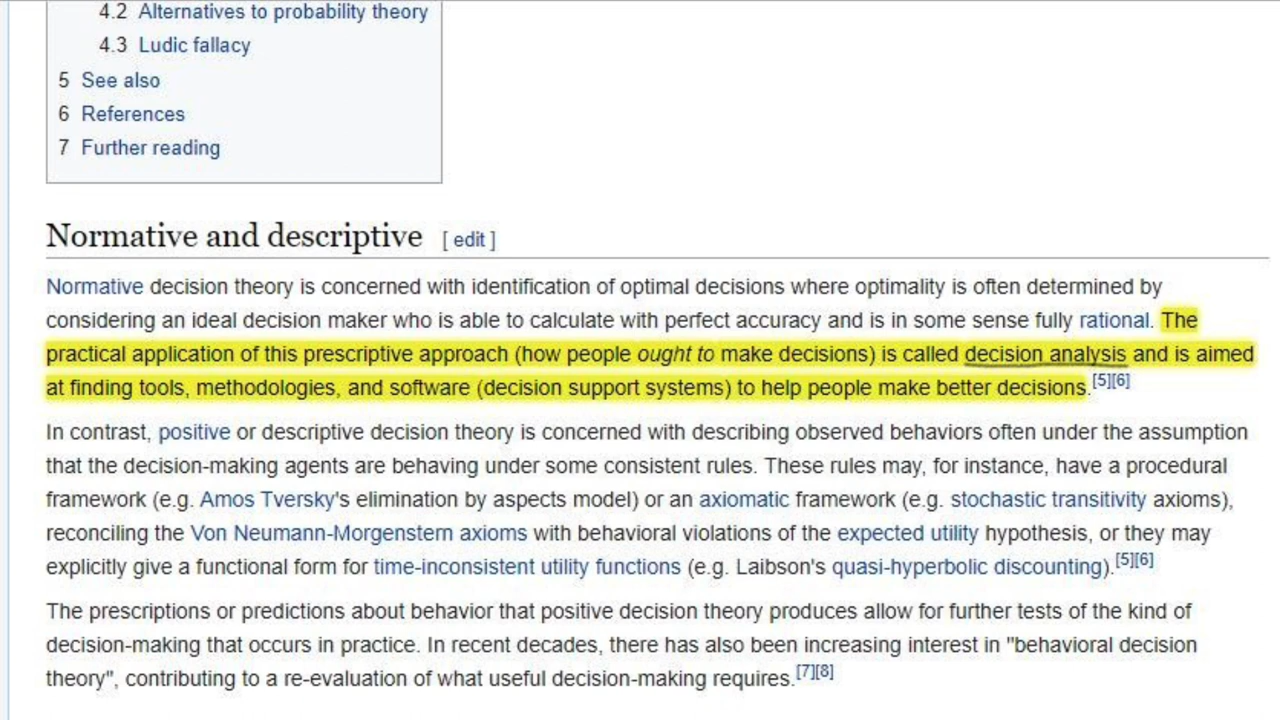 4.2 Alternatives to probability theory
4.3 Ludic fallacy
5 See also
6 References
7 Further reading
Normative and descriptive [ edit ]
Normative decision theory is concerned with identification of optimal decisions where optimality is often determined by
considering an ideal decision maker who is able to calculate with perfect accuracy and is in some sense fully rational. The
practical application of this prescriptive approach (how people ought to make decisions) is called decision analysis and is aimed
at finding tools, methodologies, and software (decision support systems) to help people make better decisions.[5][6]
In contrast, positive or descriptive decision theory is concerned with describing observed behaviors often under the assumption
that the decision-making agents are behaving under some consistent rules. These rules may, for instance, have a procedural
framework (e.g. Amos Tversky's elimination by aspects model) or an axiomatic framework (e.g. stochastic transitivity axioms),
reconciling the Von Neumann-Morgenstern axioms with behavioral violations of the expected utility hypothesis, or they may
explicitly give a functional form for time-inconsistent utility functions (e.g. Laibson's quasi-hyperbolic discounting).[5][6]
The prescriptions or predictions about behavior that positive decision theory produces allow for further tests of the kind of
decision-making that occurs in practice. In recent decades, there has also been increasing interest in "behavioral decision
theory", contributing to a re-evaluation of what useful decision-making requires.[7][8]